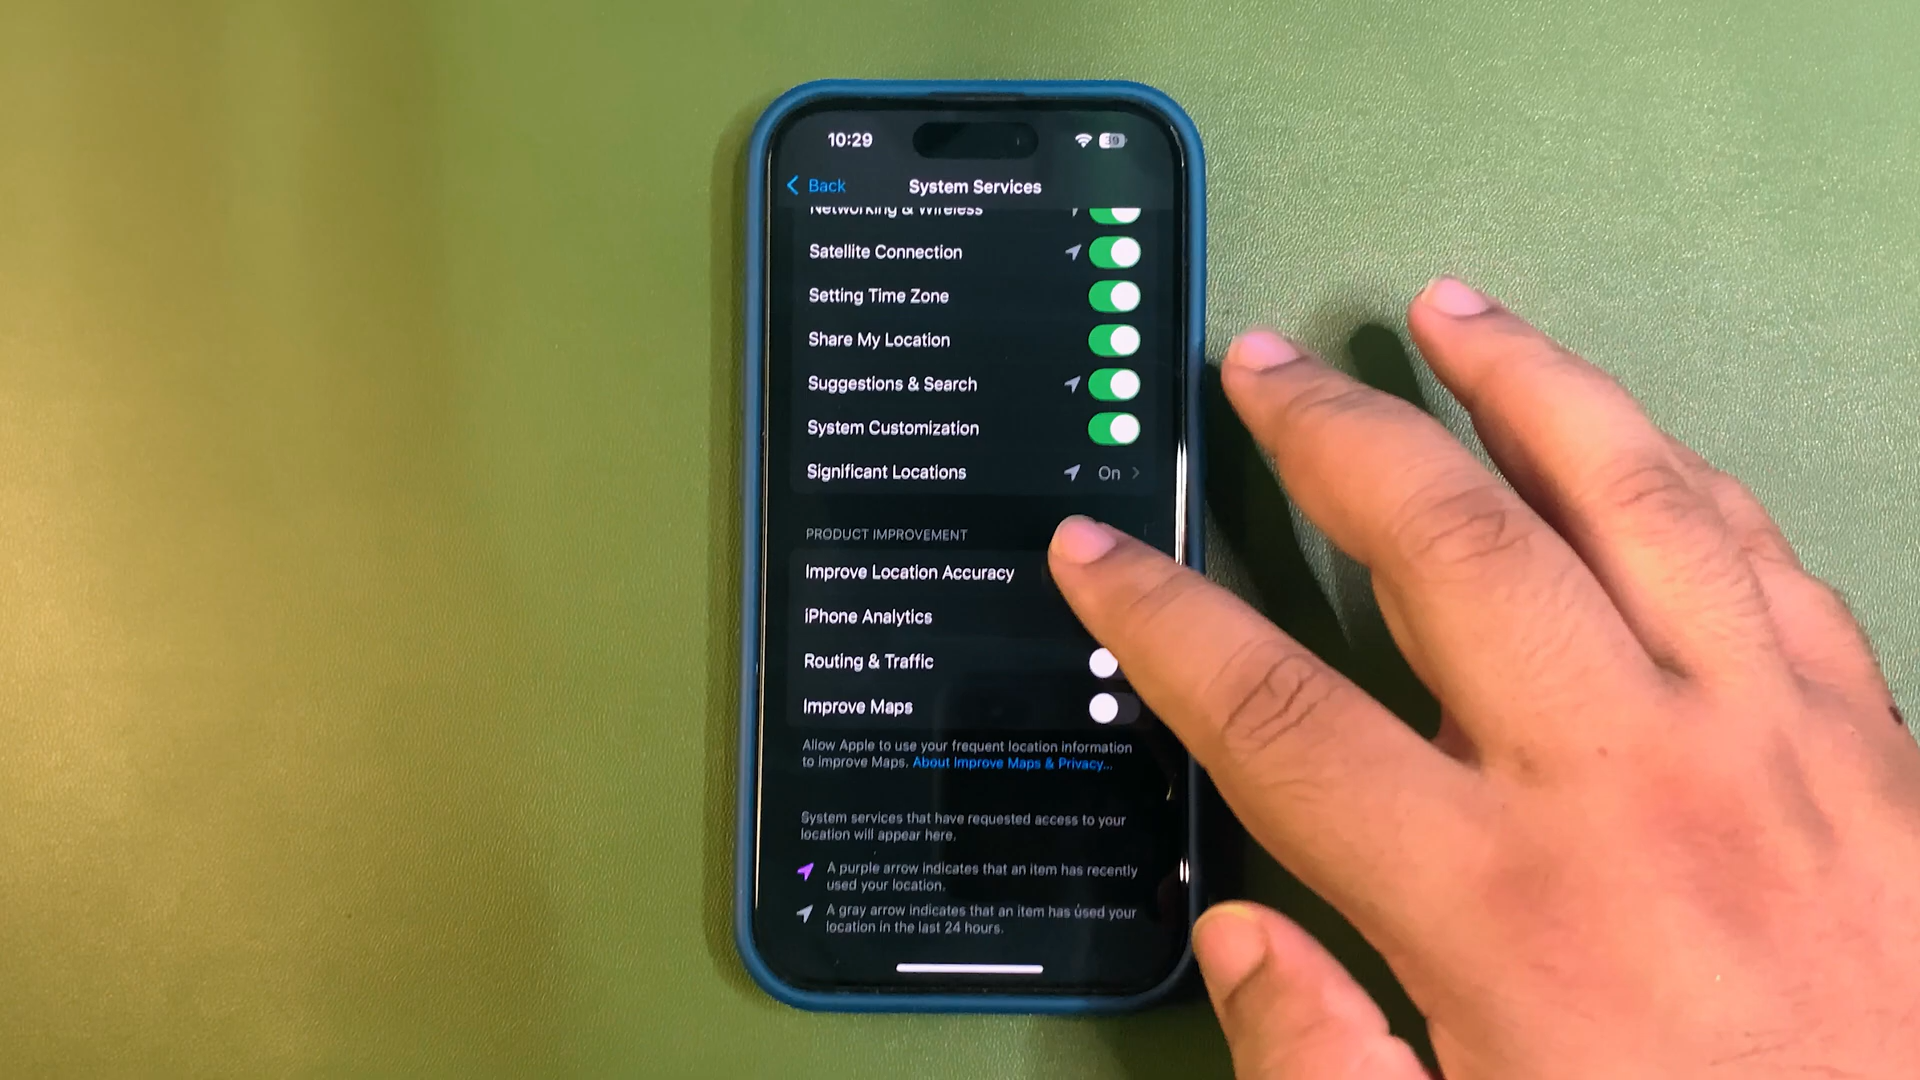 10:29
39
Back
System Services
Networking & Wireless
Satellite Connection
Setting Time Zone
Share My Location
Suggestions & Search
System Customization
Significant Locations On
PRODUCT IMPROVEMENT
Improve Location Accuracy
iPhone Analytics
Routing & Traffic
Improve Maps
Allow Apple to use your frequent location information
to Improve Maps. About Improve Maps & Privacy...
System services that have requested access to your
location will appear here.
A purple arrow indicates that an item has recently
used your location.
A gray arrow indicates that an item has used your
location in the last 24 hours.